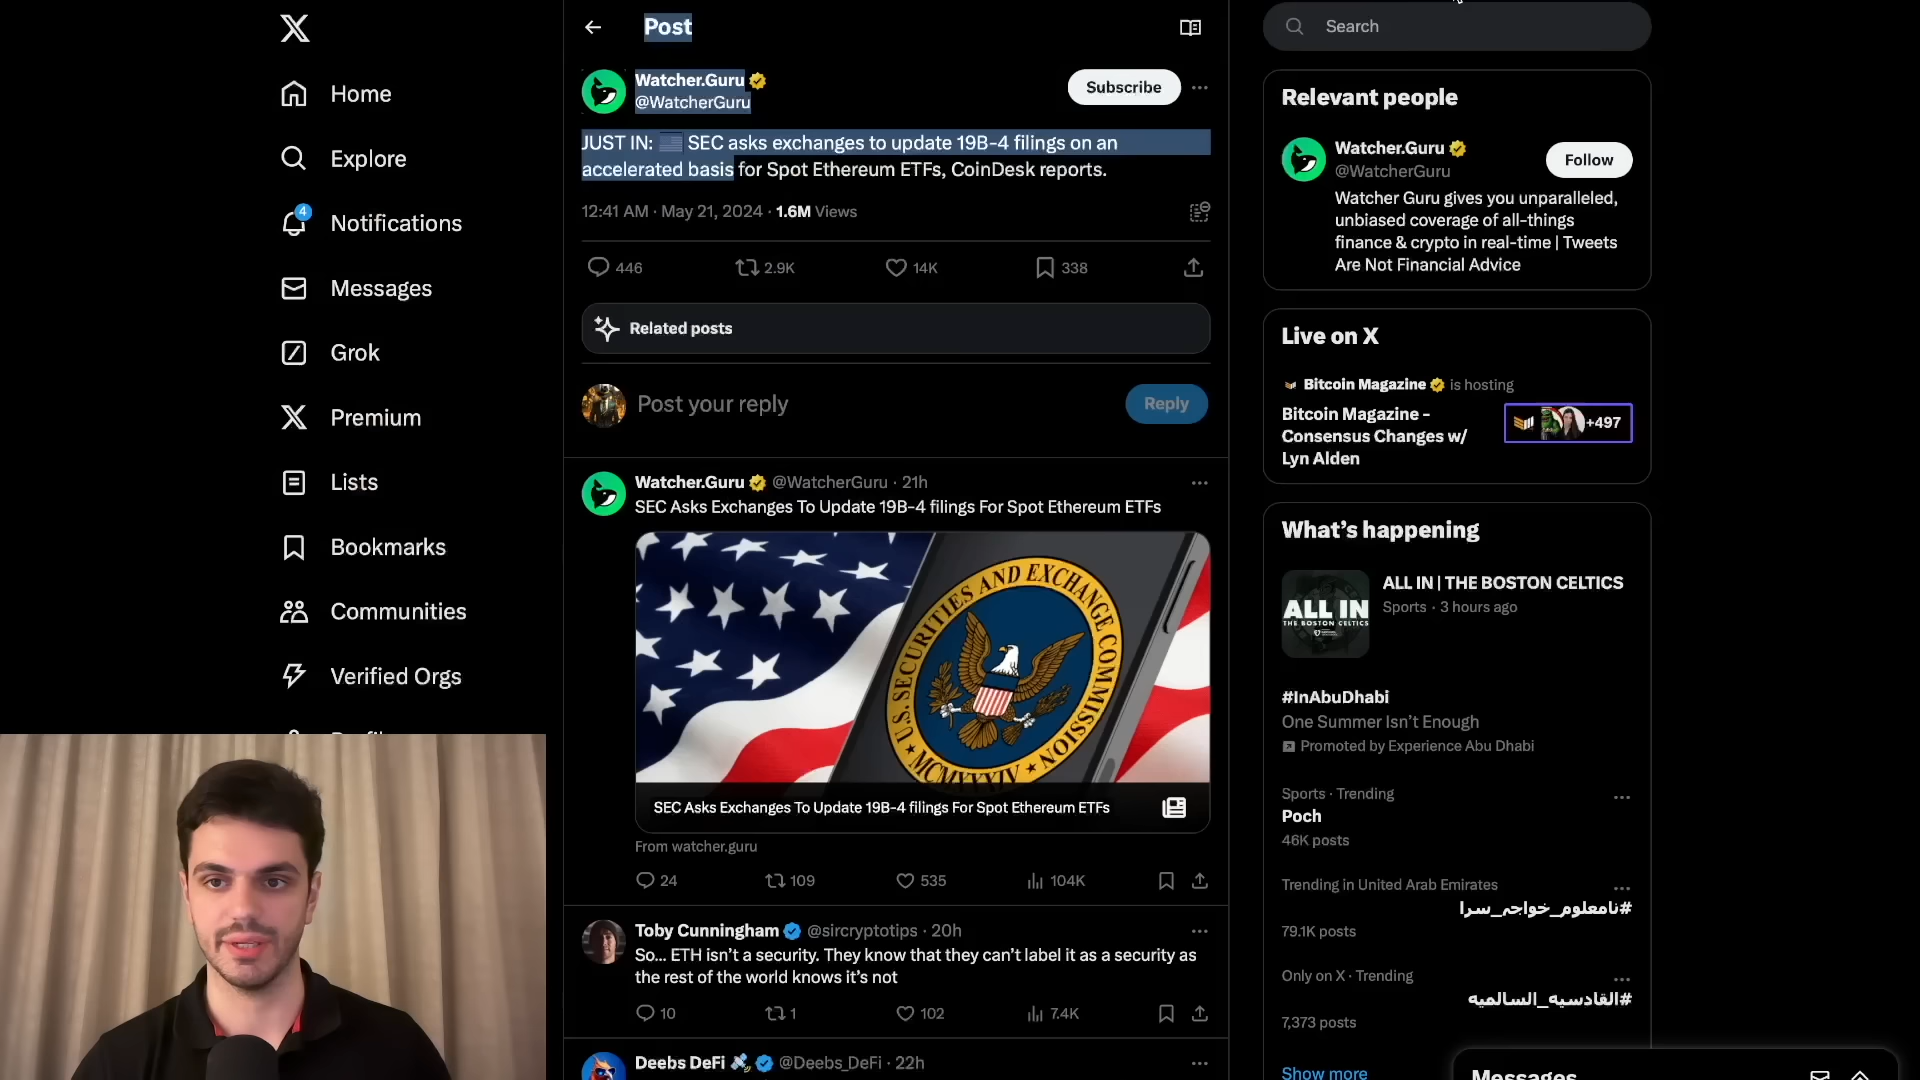 Home
Explore
4
Notifications
Messages
Grok
Premium
Lists
Bookmarks
Communities
Verified Orgs
Post
Watcher.Guru
@WatcherGuru
Subscribe
JUST IN: 🇺🇸 SEC asks exchanges to update 19B-4 filings on an
accelerated basis for Spot Ethereum ETFs, CoinDesk reports.
12:41 AM · May 21, 2024 · 1.6M Views
446
2.9K
14K
338
Related posts
Post your reply
Reply
Watcher.Guru @WatcherGuru · 21h
SEC Asks Exchanges To Update 19B-4 filings For Spot Ethereum ETFs
U.S. SECURITIES AND EXCHANGE COMMISSION
MCMXXXIV
SEC Asks Exchanges To Update 19B-4 filings For Spot Ethereum ETFs
From watcher.guru
24
109
535
104K
Toby Cunningham @sircryptotips · 20h
So... ETH isn't a security. They know that they can't label it as a security as
the rest of the world knows it's not
10
1
102
7.4K
Deebs DeFi 🛰 @Deebs_DeFi · 22h
Search
Relevant people
Watcher.Guru
@WatcherGuru
Follow
Watcher Guru gives you unparalleled,
unbiased coverage of all-things
finance & crypto in real-time | Tweets
Are Not Financial Advice
Live on X
Bitcoin Magazine is hosting
Bitcoin Magazine -
Consensus Changes w/
Lyn Alden
+497
What's happening
ALL IN
THE BOSTON CELTICS
ALL IN | THE BOSTON CELTICS
Sports · 3 hours ago
#InAbuDhabi
One Summer Isn't Enough
Promoted by Experience Abu Dhabi
Sports · Trending
Poch
46K posts
Trending in United Arab Emirates
#نامعلوم_خواجہ_سرا
79.1K posts
Only on X · Trending
#القادسيه_السالميه
7,373 posts
Show more
Messages